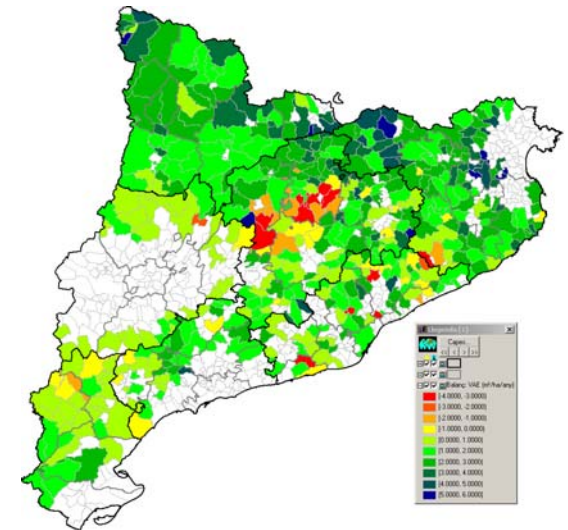 Llegenda (1)
Capes...
<< < > >>
Balanç VAE (m³/ha/any)
[-4.0000, -3.0000)
[-3.0000, -2.0000)
[-2.0000, -1.0000)
[-1.0000, 0.0000)
[0.0000, 1.0000)
[1.0000, 2.0000)
[2.0000, 3.0000)
[3.0000, 4.0000)
[4.0000, 5.0000)
[5.0000, 6.0000]